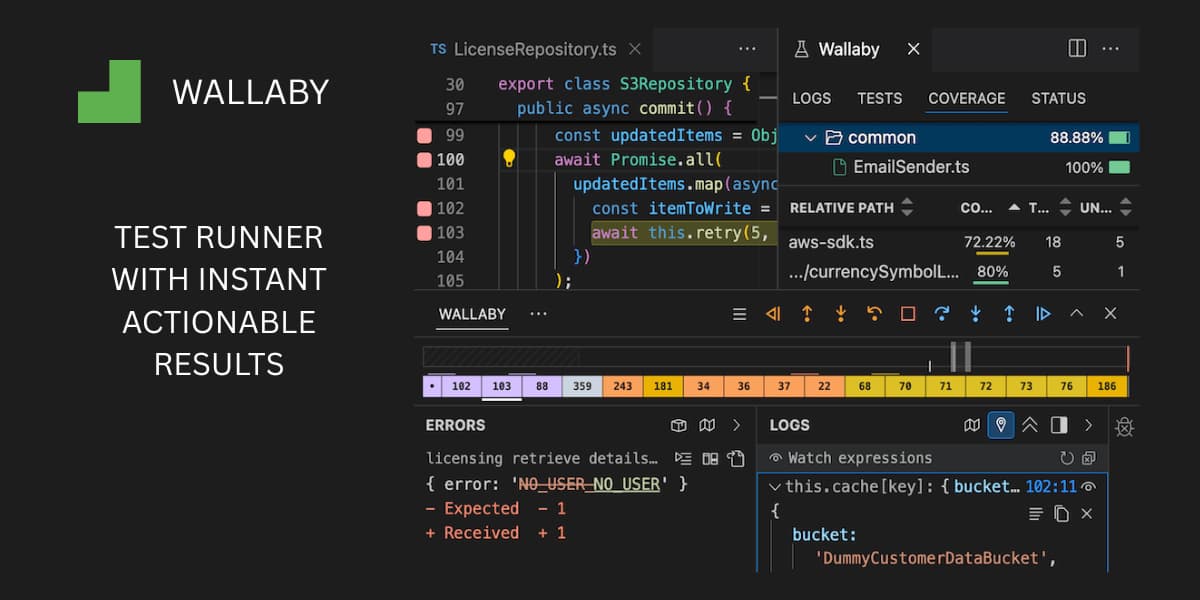 WALLABY
TEST RUNNER
WITH INSTANT
ACTIONABLE
RESULTS
TS LicenseRepository.ts
30 export class S3Repository {
97 public async commit() {
99 const updatedItems = Obj
100 await Promise.all(
101 updatedItems.map(async
102 const itemToWrite =
103 await this.retry(5,
104 })
105 );
Wallaby
LOGS TESTS COVERAGE STATUS
common 88.88%
EmailSender.ts 100%
RELATIVE PATH CO... T... UN...
aws-sdk.ts 72.22% 18 5
.../currencySymbolL... 80% 5 1
WALLABY
102 103 88 359 243 181 34 36 37 22 68 70 71 72 73 76 186
ERRORS
licensing retrieve details…
{ error: 'NO_USER NO_USER' }
- Expected - 1
+ Received + 1
LOGS
Watch expressions
this.cache[key]: { bucket… 102:11
{
bucket:
'DummyCustomerDataBucket',